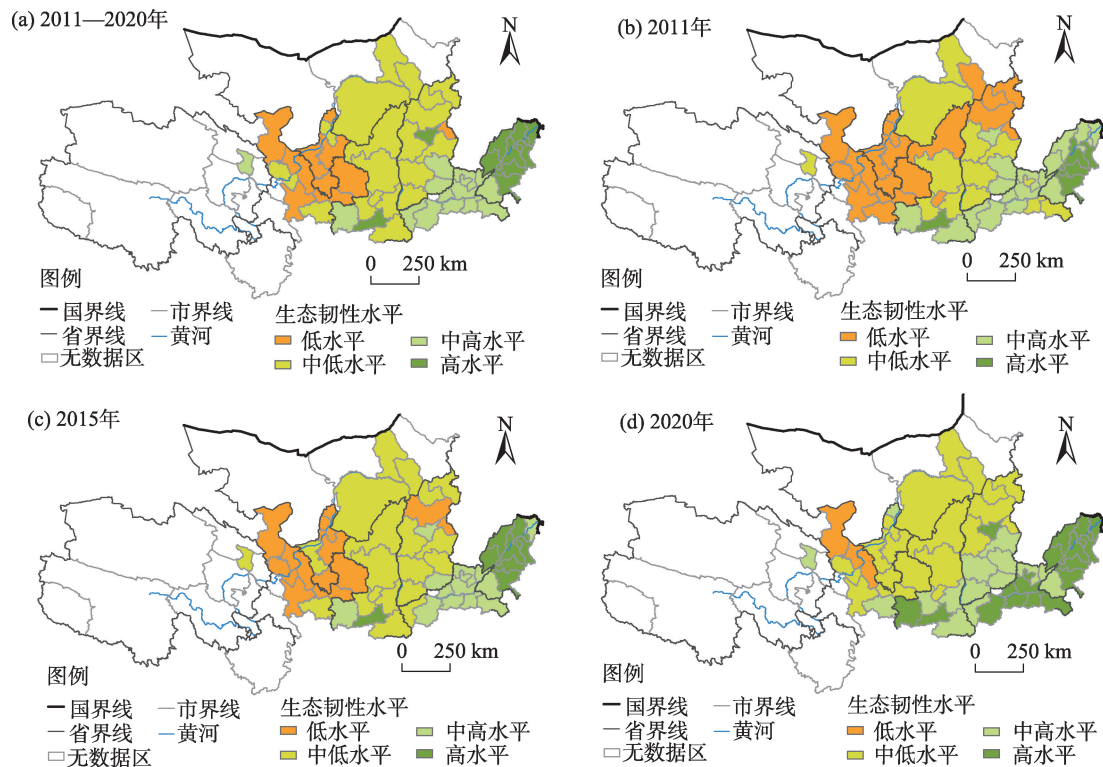 (a) 2011—2020年
N
0 250 km
图例
国界线 市界线 生态韧性水平
省界线 黄河 低水平 中高水平
无数据区 中低水平 高水平
(b) 2011年
N
0 250 km
图例
国界线 市界线 生态韧性水平
省界线 黄河 低水平 中高水平
无数据区 中低水平 高水平
(c) 2015年
N
0 250 km
图例
国界线 市界线 生态韧性水平
省界线 黄河 低水平 中高水平
无数据区 中低水平 高水平
(d) 2020年
N
0 250 km
图例
国界线 市界线 生态韧性水平
省界线 黄河 低水平 中高水平
无数据区 中低水平 高水平